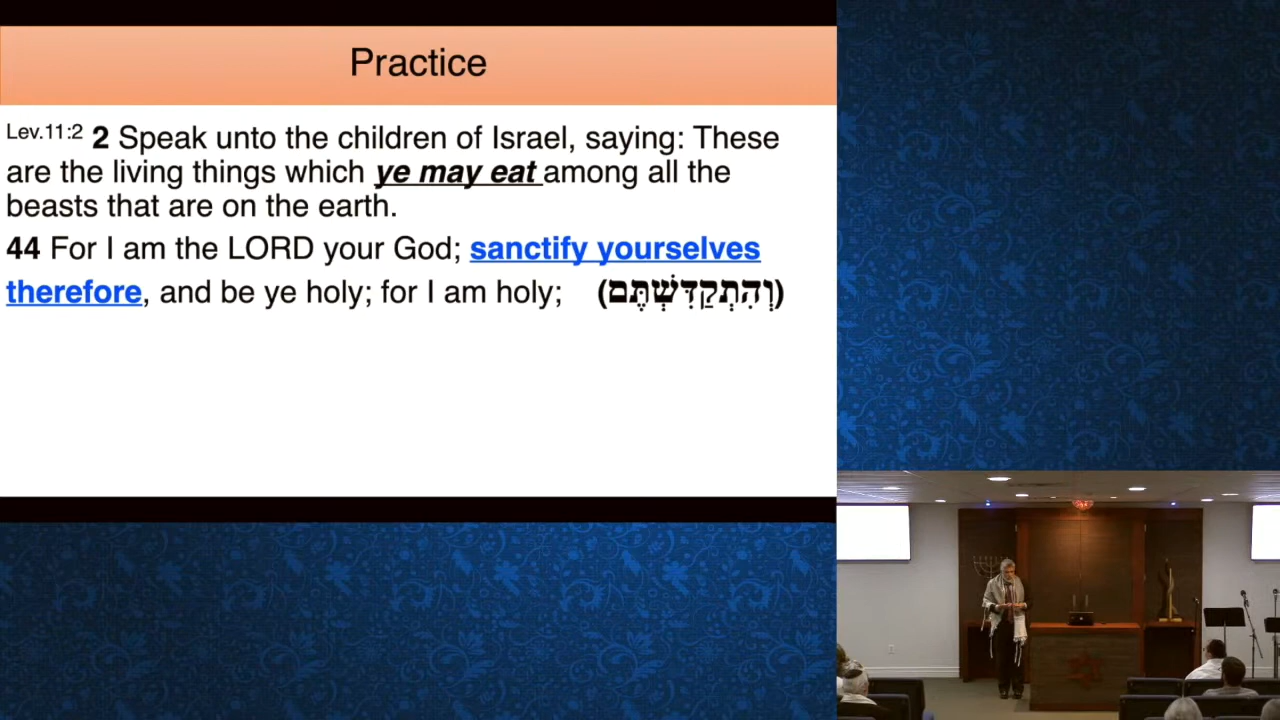 Practice
Lev.11:2 2 Speak unto the children of Israel, saying: These
are the living things which ye may eat among all the
beasts that are on the earth.
44 For I am the LORD your God; sanctify yourselves
therefore, and be ye holy; for I am holy; (וְהִתְקַדִּשְׁתֶּם)